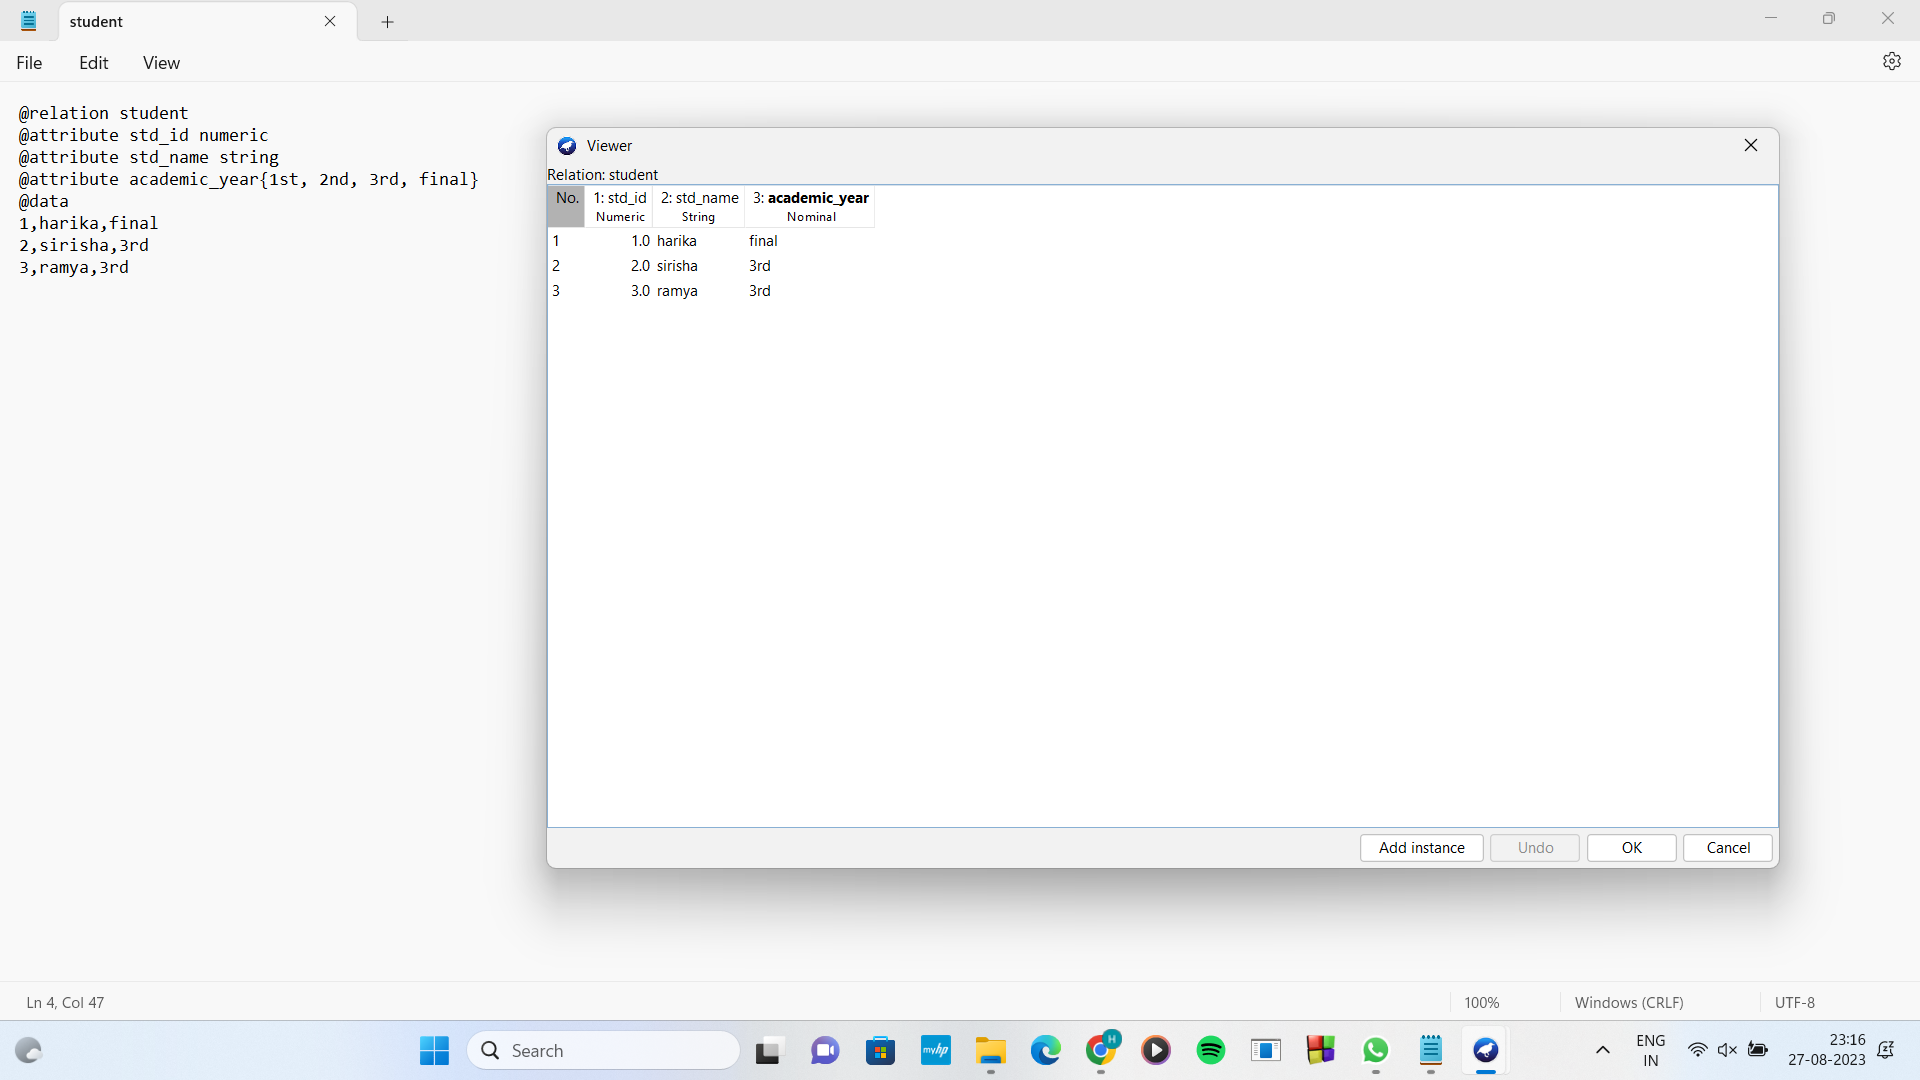 student
File Edit View
@relation student
@attribute std_id numeric
@attribute std_name string
@attribute academic_year{1st, 2nd, 3rd, final}
@data
1,harika,final
2,sirisha,3rd
3,ramya,3rd
Viewer
Relation: student
No. 1: std_id 2: std_name 3: academic_year
Numeric String Nominal
1 1.0 harika final
2 2.0 sirisha 3rd
3 3.0 ramya 3rd
Add instance Undo OK Cancel
Ln 4, Col 47 100% Windows (CRLF) UTF-8
Search myhp H ENG 23:16
IN 27-08-2023